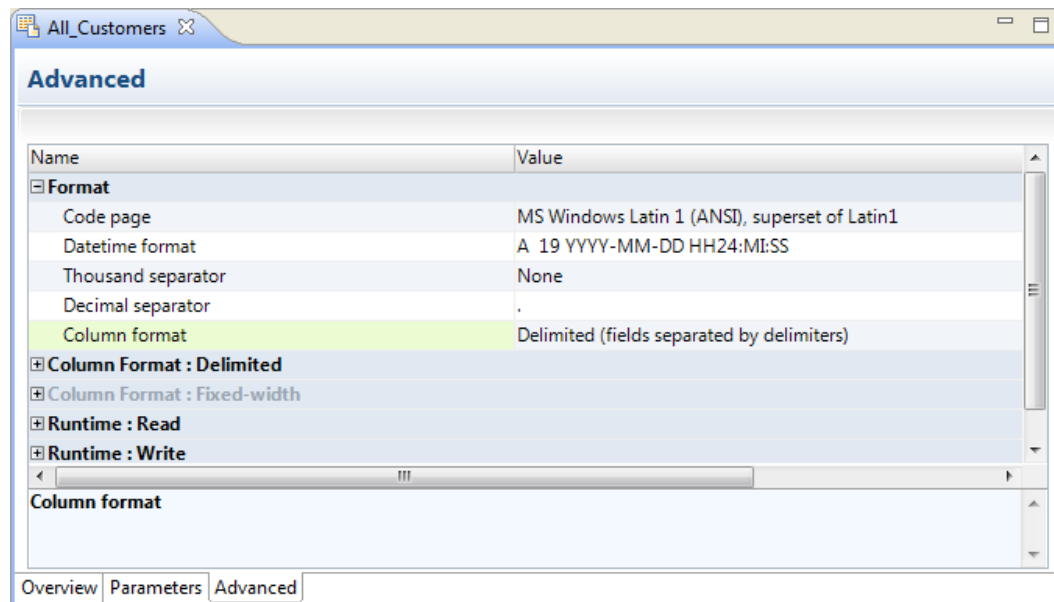 All_Customers
Advanced
Name Value
Format
Code page MS Windows Latin 1 (ANSI), superset of Latin1
Datetime format A 19 YYYY-MM-DD HH24:MI:SS
Thousand separator None
Decimal separator .
Column format Delimited (fields separated by delimiters)
Column Format : Delimited
Column Format : Fixed-width
Runtime : Read
Runtime : Write
Column format
Overview Parameters Advanced